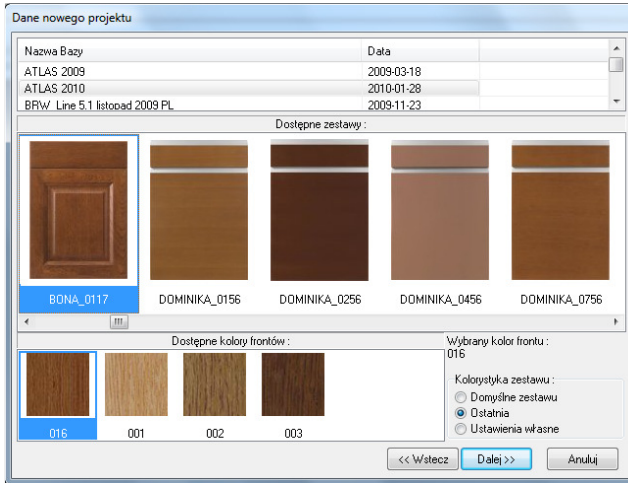 Dane nowego projektu
Nazwa Bazy Data
ATLAS 2009 2009-03-18
ATLAS 2010 2010-01-28
BRW_Line 5.1 listopad 2009 PL 2009-11-23
Dostępne zestawy :
BONA_0117 DOMINIKA_0156 DOMINIKA_0256 DOMINIKA_0456 DOMINIKA_0756
Dostępne kolory frontów :
016 001 002 003
Wybrany kolor frontu :
016
Kolorystyka zestawu :
Domyślne zestawu
Ostatnia
Ustawienia własne
<< Wstecz Dalej >> Anuluj